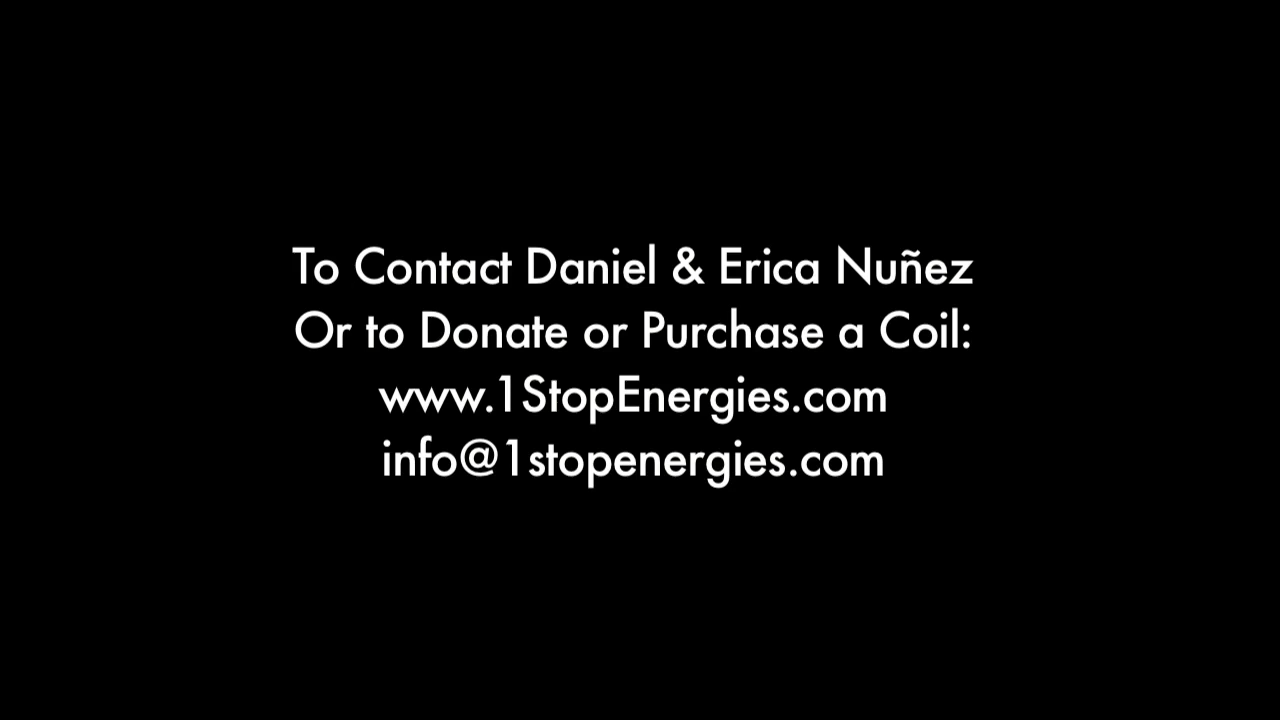 To Contact Daniel & Erica Nuñez
Or to Donate or Purchase a Coil:
www.1StopEnergies.com
info@1stopenergies.com